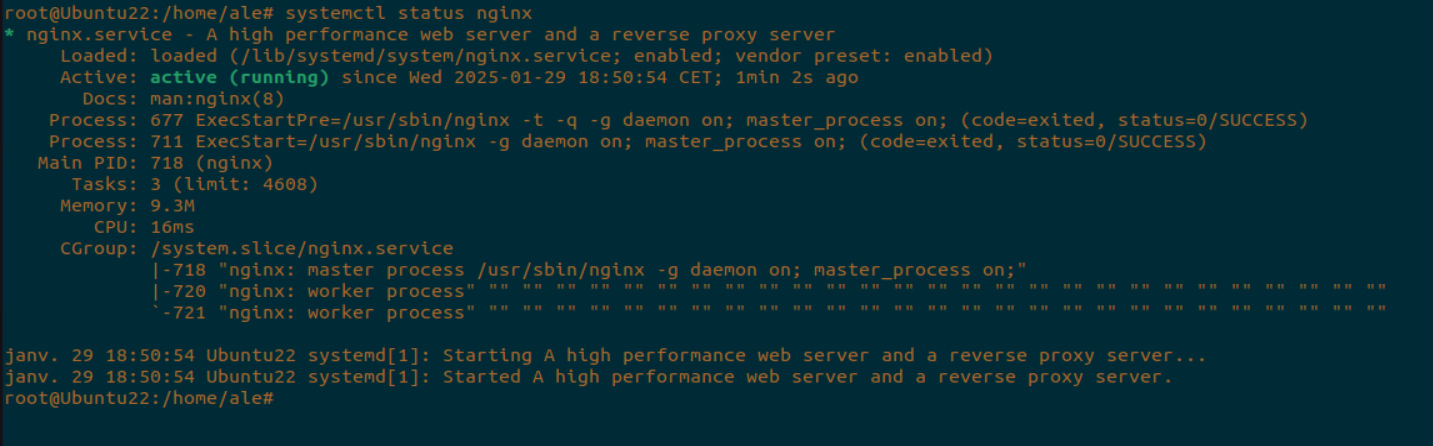 root@Ubuntu22:/home/ale# systemctl status nginx
* nginx.service - A high performance web server and a reverse proxy server
     Loaded: loaded (/lib/systemd/system/nginx.service; enabled; vendor preset: enabled)
     Active: active (running) since Wed 2025-01-29 18:50:54 CET; 1min 2s ago
       Docs: man:nginx(8)
    Process: 677 ExecStartPre=/usr/sbin/nginx -t -q -g daemon on; master_process on; (code=exited, status=0/SUCCESS)
    Process: 711 ExecStart=/usr/sbin/nginx -g daemon on; master_process on; (code=exited, status=0/SUCCESS)
   Main PID: 718 (nginx)
      Tasks: 3 (limit: 4608)
     Memory: 9.3M
        CPU: 16ms
     CGroup: /system.slice/nginx.service
             |-718 "nginx: master process /usr/sbin/nginx -g daemon on; master_process on;"
             |-720 "nginx: worker process" "" "" "" "" "" "" "" "" "" "" "" "" "" "" "" "" "" "" "" "" "" "" "" "" "" "" ""
             `-721 "nginx: worker process" "" "" "" "" "" "" "" "" "" "" "" "" "" "" "" "" "" "" "" "" "" "" "" "" "" "" ""

janv. 29 18:50:54 Ubuntu22 systemd[1]: Starting A high performance web server and a reverse proxy server...
janv. 29 18:50:54 Ubuntu22 systemd[1]: Started A high performance web server and a reverse proxy server.
root@Ubuntu22:/home/ale#